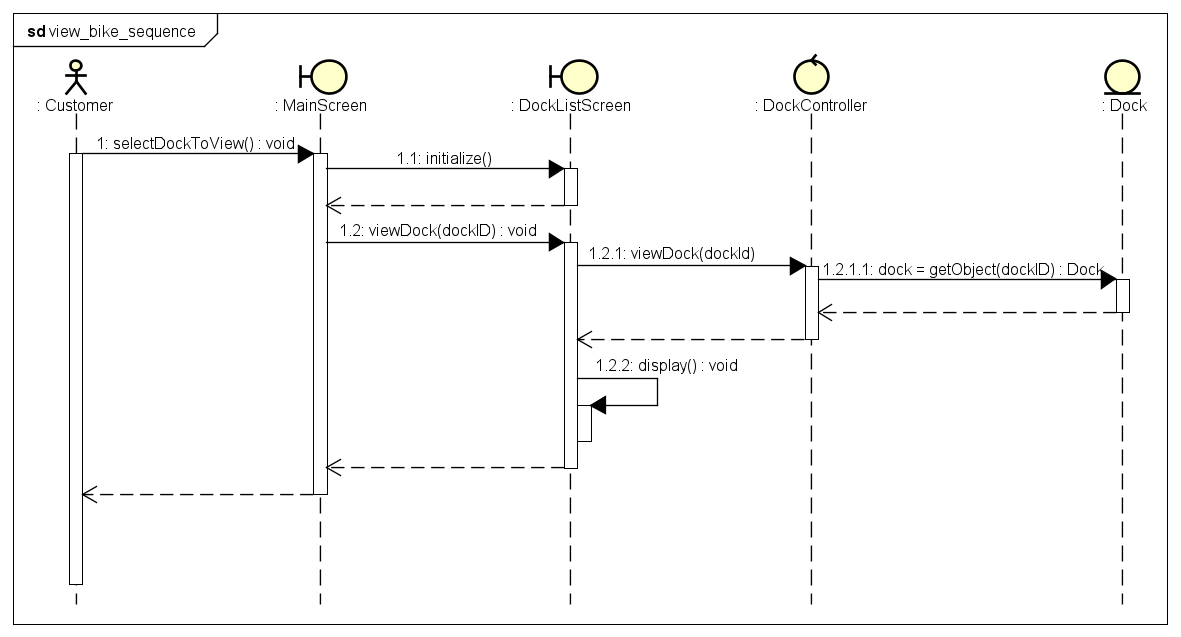 sd view_bike_sequence
: Customer
: MainScreen
: DockListScreen
: DockController
: Dock
1: selectDockToView() : void
1.1: initialize()
1.2: viewDock(dockID) : void
1.2.1: viewDock(dockId)
1.2.1.1: dock = getObject(dockID) : Dock
1.2.2: display() : void